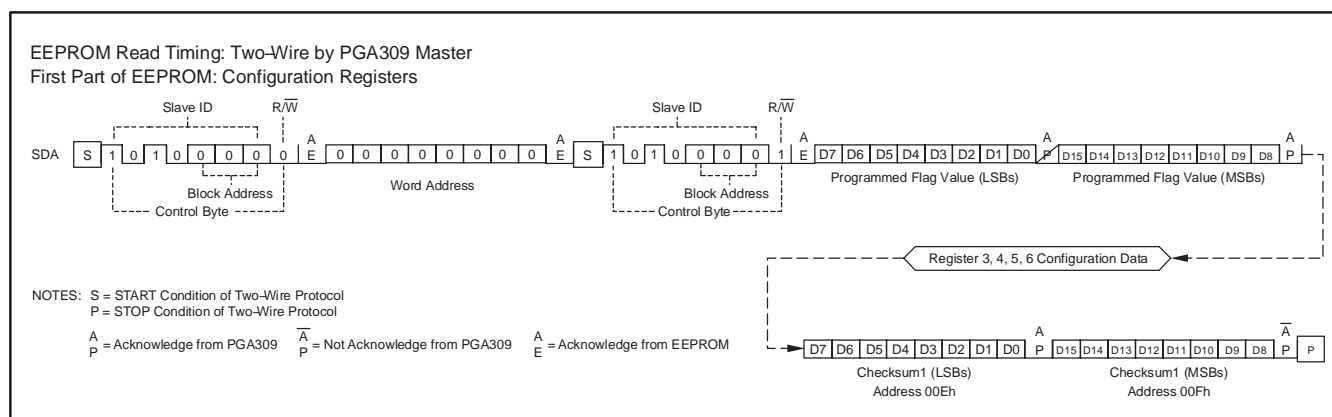 EEPROM Read Timing: Two-Wire by PGA309 Master
First Part of EEPROM: Configuration Registers
Slave ID R/W̅ Slave ID R/W̅
A A A A A
SDA S 1 0 1 0 0 0 0 0 E 0 0 0 0 0 0 0 0 E S 1 0 1 0 0 0 0 1 E D7 D6 D5 D4 D3 D2 D1 D0 P D15 D14 D13 D12 D11 D10 D9 D8 P
Block Address Word Address Block Address Programmed Flag Value (LSBs) Programmed Flag Value (MSBs)
Control Byte Control Byte
Register 3, 4, 5, 6 Configuration Data
NOTES: S = START Condition of Two-Wire Protocol
P = STOP Condition of Two-Wire Protocol
A P = Acknowledge from PGA309 A̅ P = Not Acknowledge from PGA309 A E = Acknowledge from EEPROM
A A̅
D7 D6 D5 D4 D3 D2 D1 D0 P D15 D14 D13 D12 D11 D10 D9 D8 P P
Checksum1 (LSBs) Checksum1 (MSBs)
Address 00Eh Address 00Fh